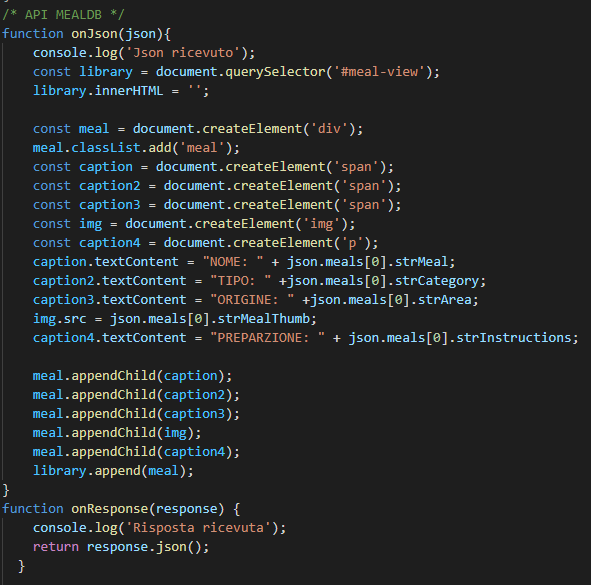 /* API MEALDB */
function onJson(json){
    console.log('Json ricevuto');
    const library = document.querySelector('#meal-view');
    library.innerHTML = '';

    const meal = document.createElement('div');
    meal.classList.add('meal');
    const caption = document.createElement('span');
    const caption2 = document.createElement('span');
    const caption3 = document.createElement('span');
    const img = document.createElement('img');
    const caption4 = document.createElement('p');
    caption.textContent = "NOME: " + json.meals[0].strMeal;
    caption2.textContent = "TIPO: " +json.meals[0].strCategory;
    caption3.textContent = "ORIGINE: " +json.meals[0].strArea;
    img.src = json.meals[0].strMealThumb;
    caption4.textContent = "PREPARZIONE: " + json.meals[0].strInstructions;

    meal.appendChild(caption);
    meal.appendChild(caption2);
    meal.appendChild(caption3);
    meal.appendChild(img);
    meal.appendChild(caption4);
    library.append(meal);
}
function onResponse(response) {
    console.log('Risposta ricevuta');
    return response.json();
  }